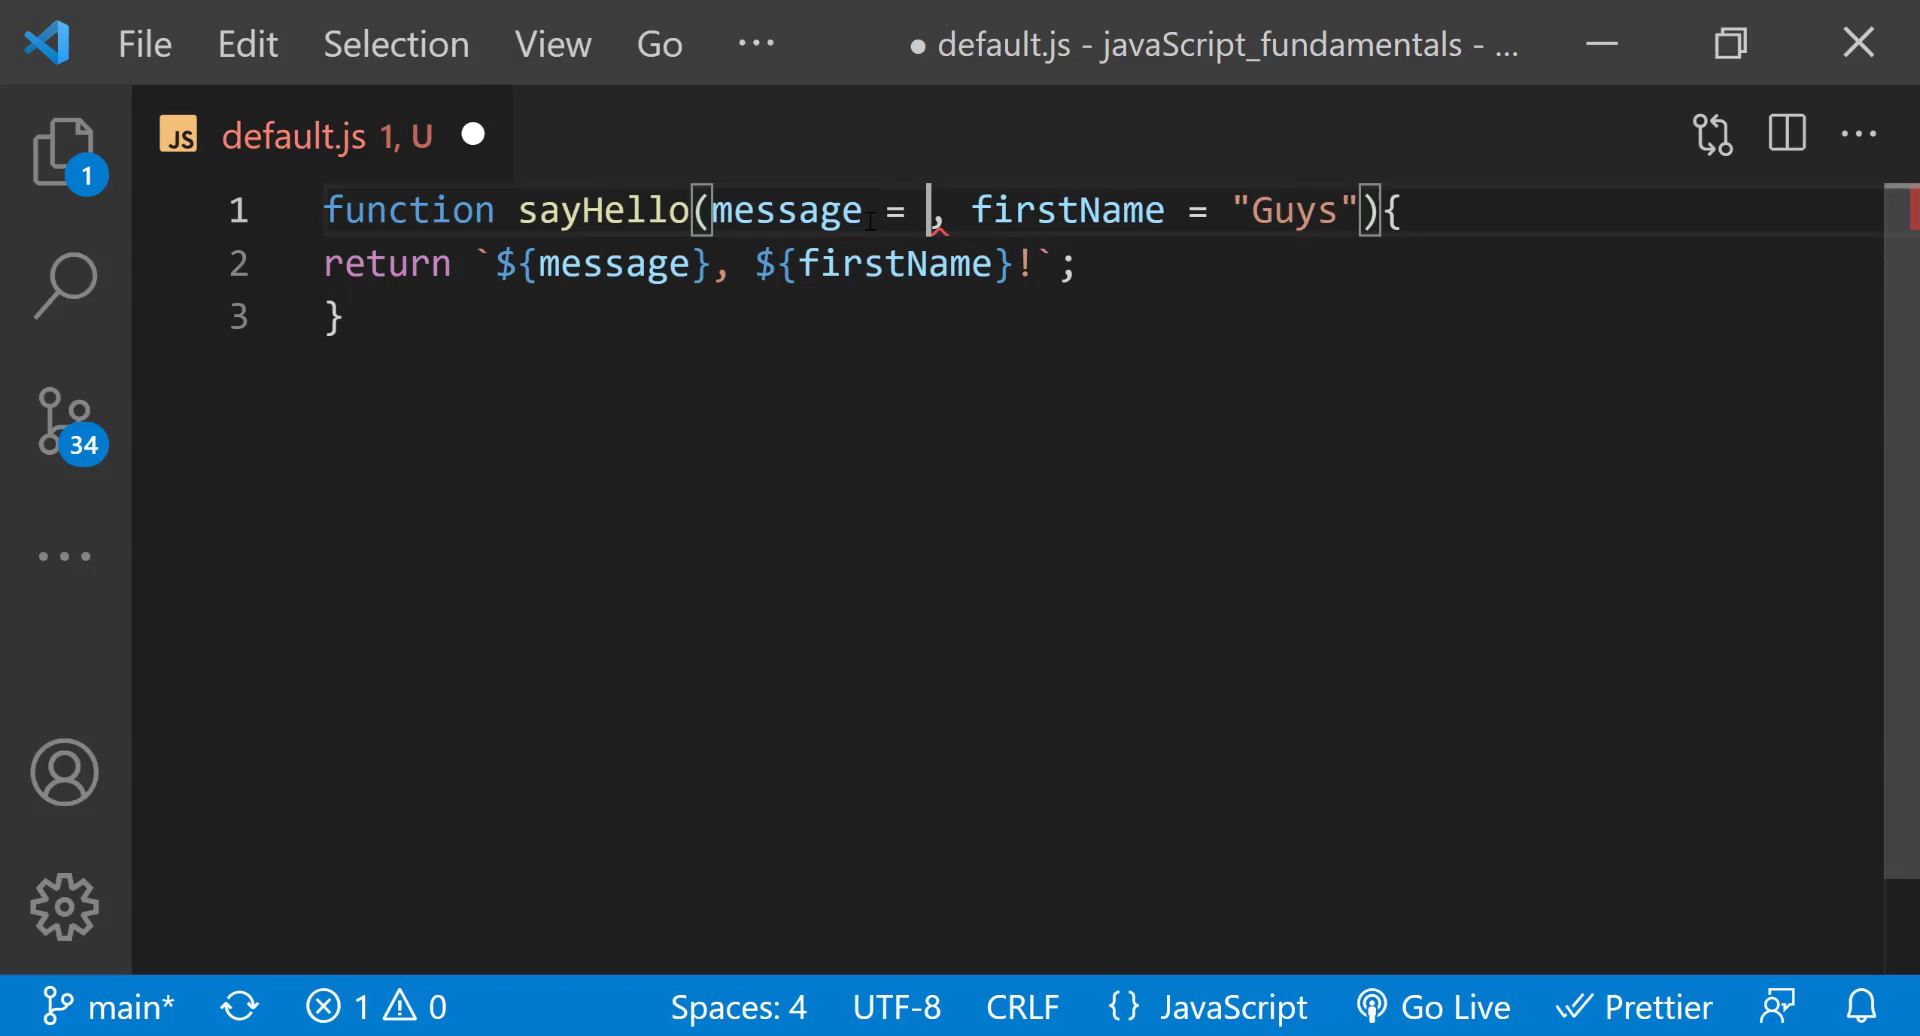 File Edit Selection View Go ··· ● default.js - javaScript_fundamentals - ...
JS default.js 1, U
1
1 function sayHello(message = , firstName = "Guys"){
2 return `${message}, ${firstName}!`;
3 }
34
main* 1 0 Spaces: 4 UTF-8 CRLF {} JavaScript Go Live Prettier